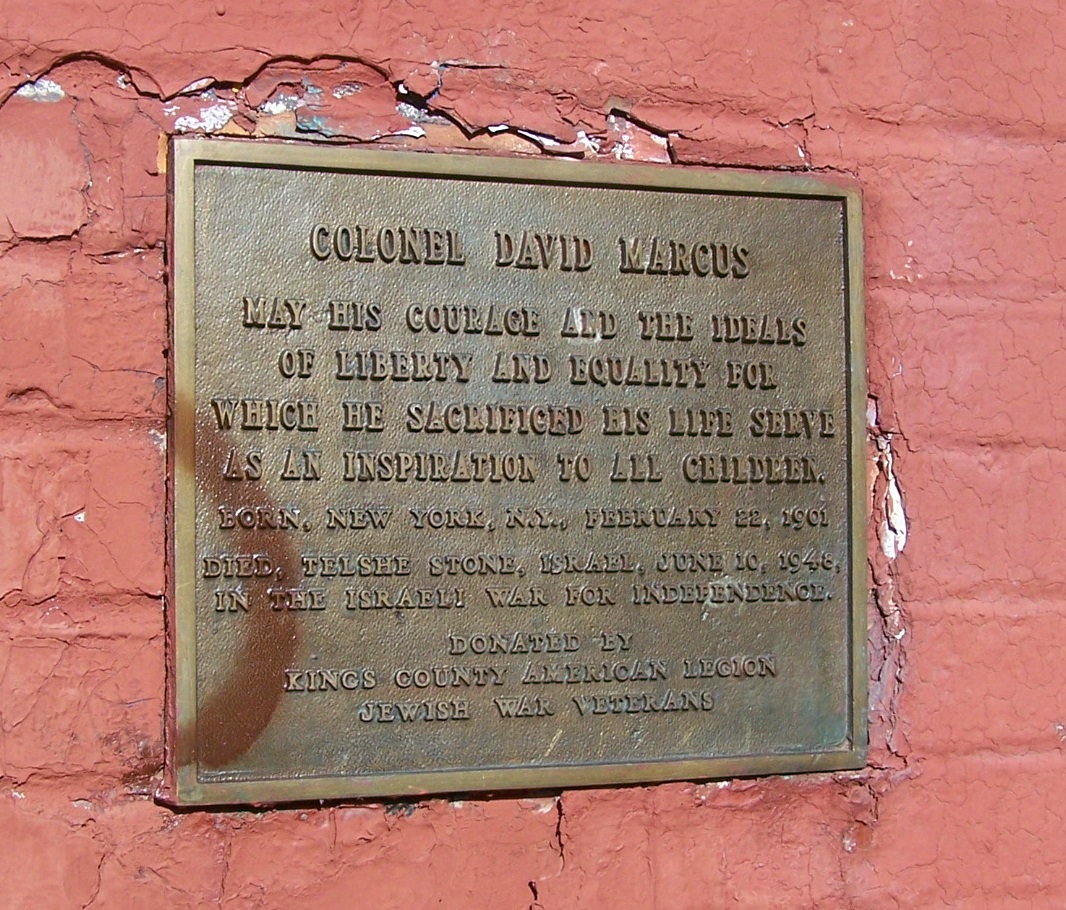 COLONEL DAVID MARCUS
MAY HIS COURAGE AND THE IDEALS
OF LIBERTY AND EQUALITY FOR
WHICH HE SACRIFICED HIS LIFE SERVE
AS AN INSPIRATION TO ALL CHILDREN.
BORN, NEW YORK, N.Y., FEBRUARY 22, 1901
DIED, TELSHE STONE, ISRAEL, JUNE 10, 1948,
IN THE ISRAELI WAR FOR INDEPENDENCE.
DONATED BY
KINGS COUNTY AMERICAN LEGION
JEWISH WAR VETERANS